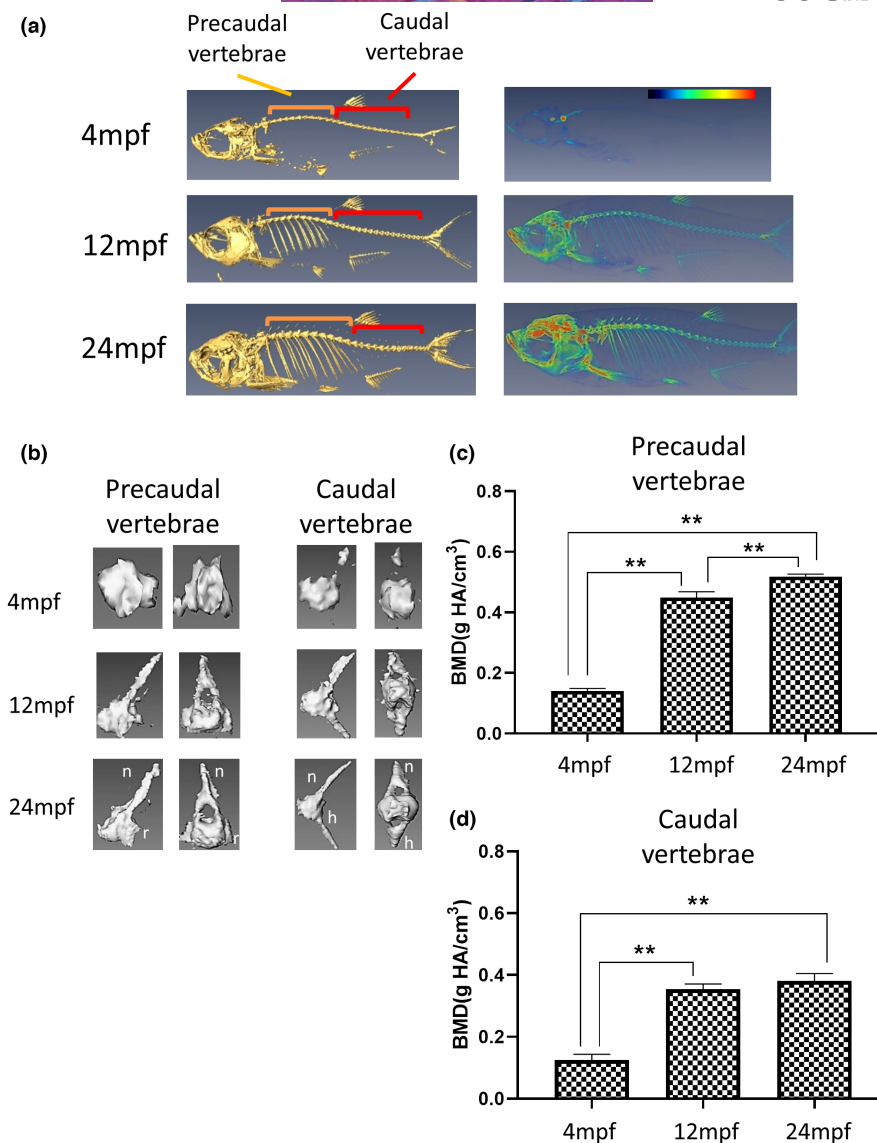 (a)
Precaudal
vertebrae
Caudal
vertebrae
4mpf
12mpf
24mpf
(b)
Precaudal
vertebrae
Caudal
vertebrae
4mpf
12mpf
24mpf
n
r
n
r
n
h
n
h
(c)
Precaudal
vertebrae
BMD(g HA/cm³)
0.8
0.6
0.4
0.2
0.0
**
**
**
4mpf
12mpf
24mpf
(d)
Caudal
vertebrae
BMD(g HA/cm³)
0.8
0.6
0.4
0.2
0.0
**
**
4mpf
12mpf
24mpf